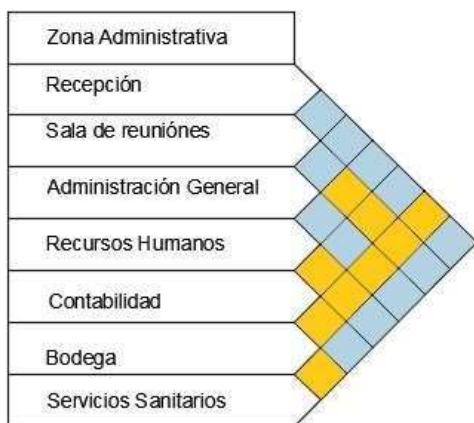 Zona Administrativa
Recepción
Sala de reuniónes
Administración General
Recursos Humanos
Contabilidad
Bodega
Servicios Sanitarios